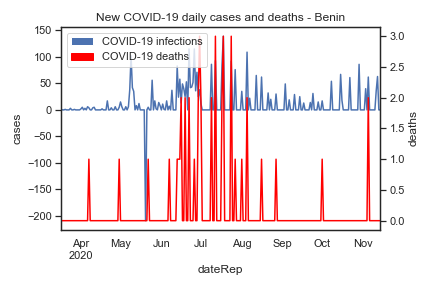 New COVID-19 daily cases and deaths - Benin
COVID-19 infections
COVID-19 deaths
cases
150
100
50
0
−50
−100
−150
−200
deaths
3.0
2.5
2.0
1.5
1.0
0.5
0.0
Apr May Jun Jul Aug Sep Oct Nov
2020
dateRep